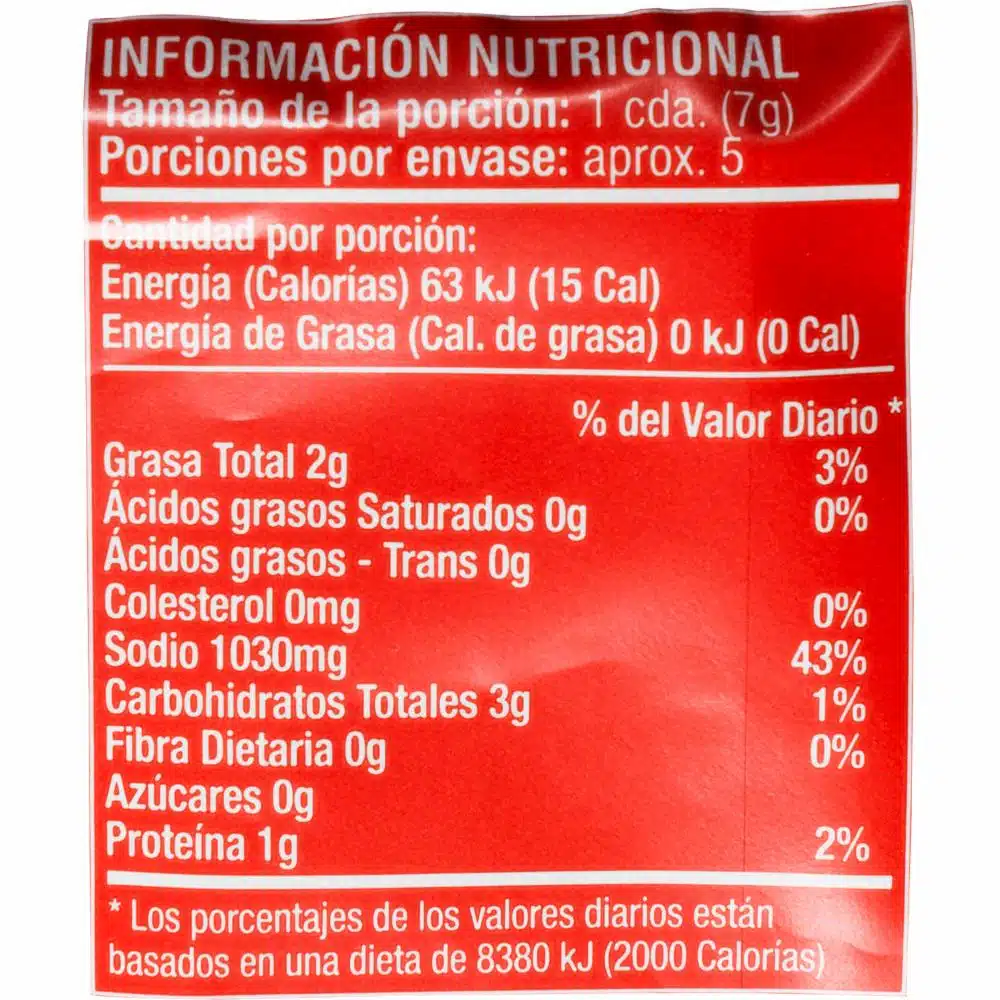 INFORMACIÓN NUTRICIONAL
Tamaño de la porción: 1 cda. (7g)
Porciones por envase: aprox. 5
Cantidad por porción:
Energía (Calorías) 63 kJ (15 Cal)
Energía de Grasa (Cal. de grasa) 0 kJ (0 Cal)
% del Valor Diario *
Grasa Total 2g 3%
Ácidos grasos Saturados 0g 0%
Ácidos grasos - Trans 0g
Colesterol 0mg 0%
Sodio 1030mg 43%
Carbohidratos Totales 3g 1%
Fibra Dietaria 0g 0%
Azúcares 0g
Proteína 1g 2%
* Los porcentajes de los valores diarios están
basados en una dieta de 8380 kJ (2000 Calorías)